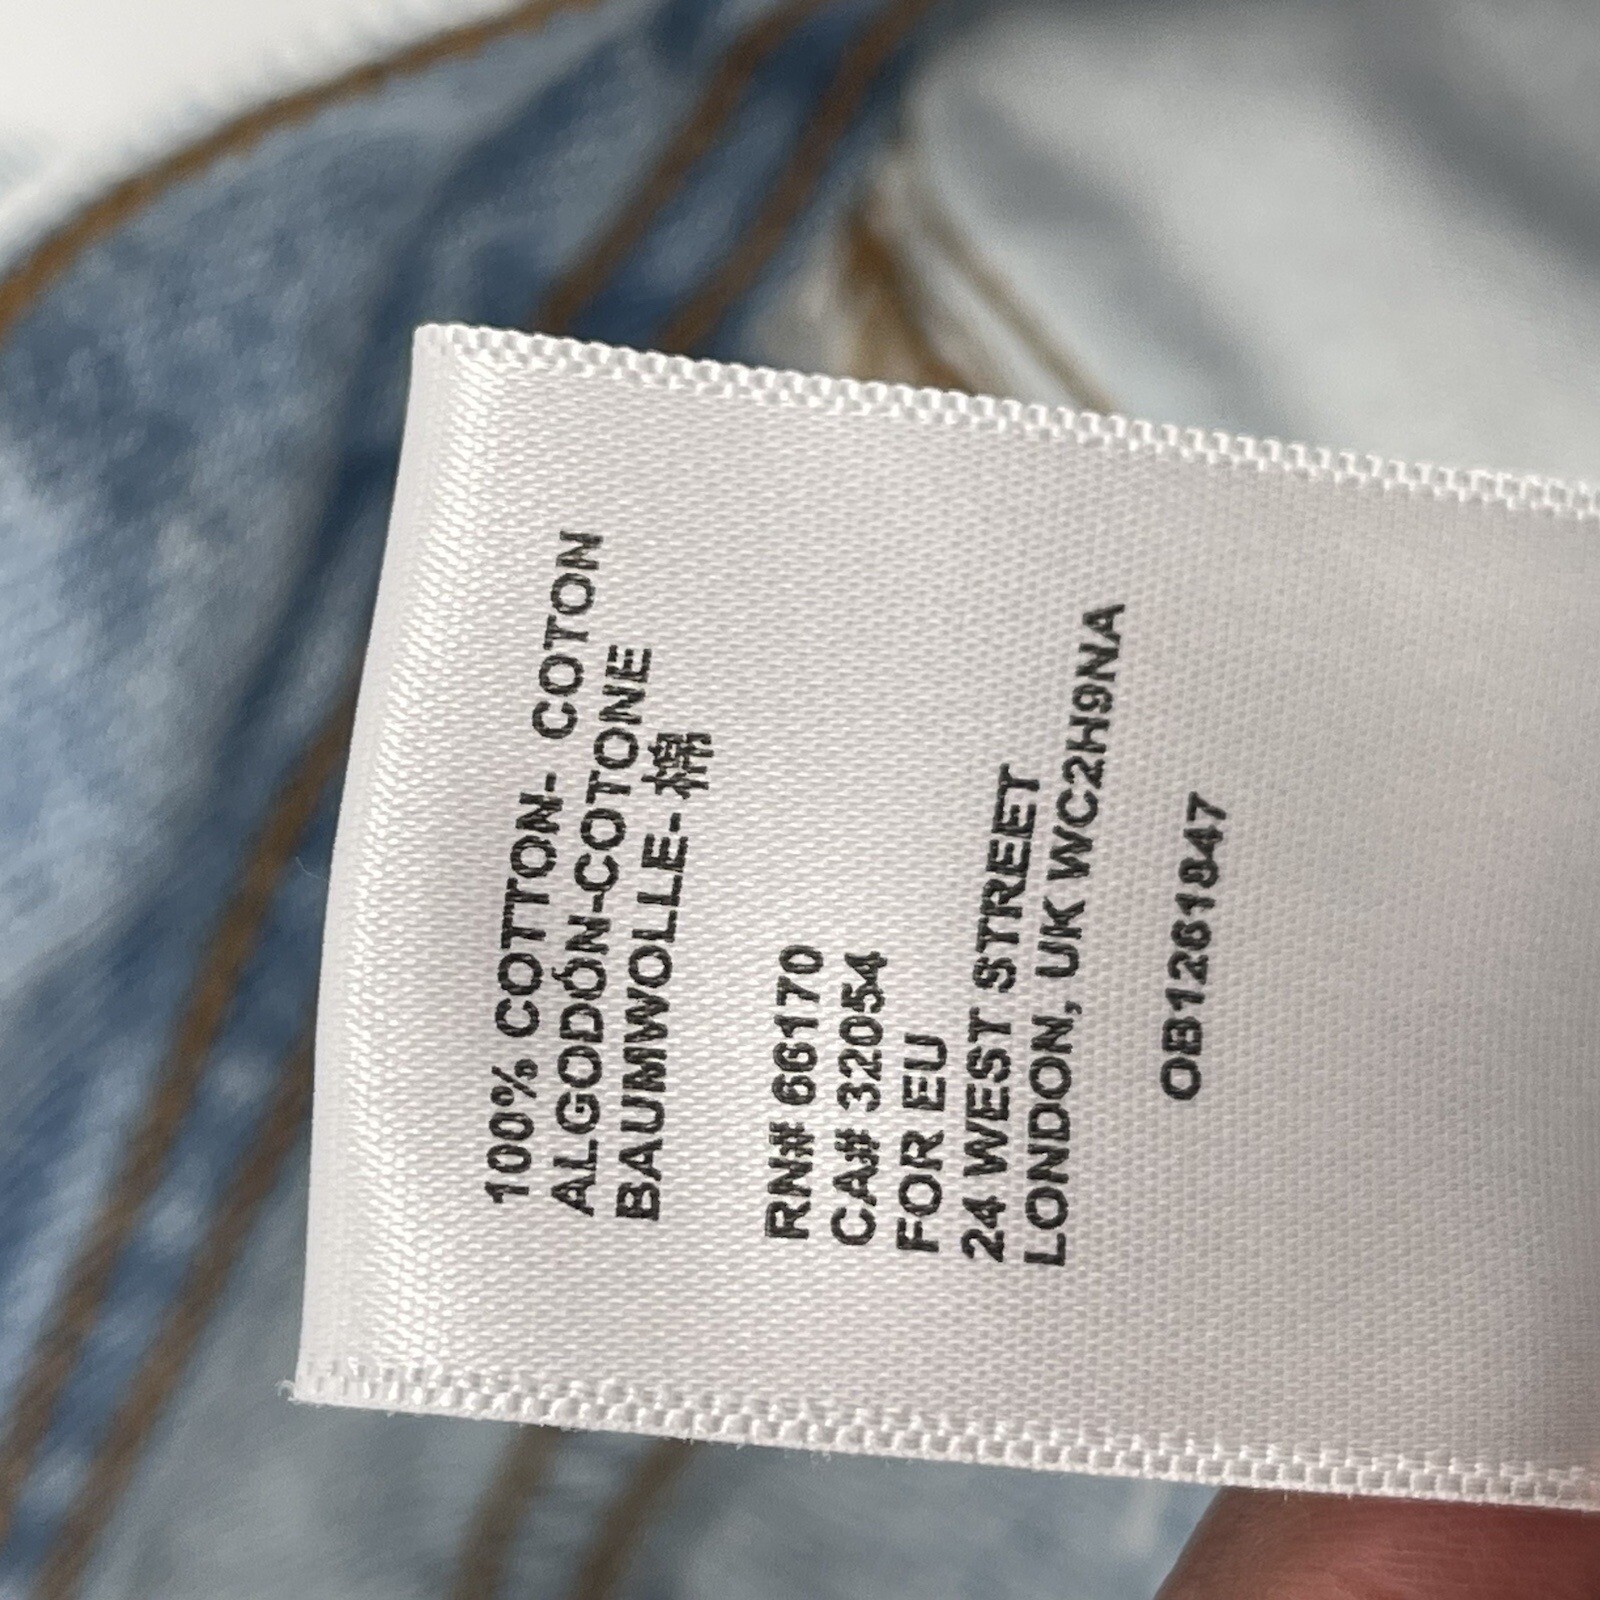 100% COTTON- COTON
ALGODÓN-COTONE
BAUMWOLLE-棉
RN# 66170
CA# 32054
FOR EU
24 WEST STREET
LONDON, UK WC2H9NA
OB1261847